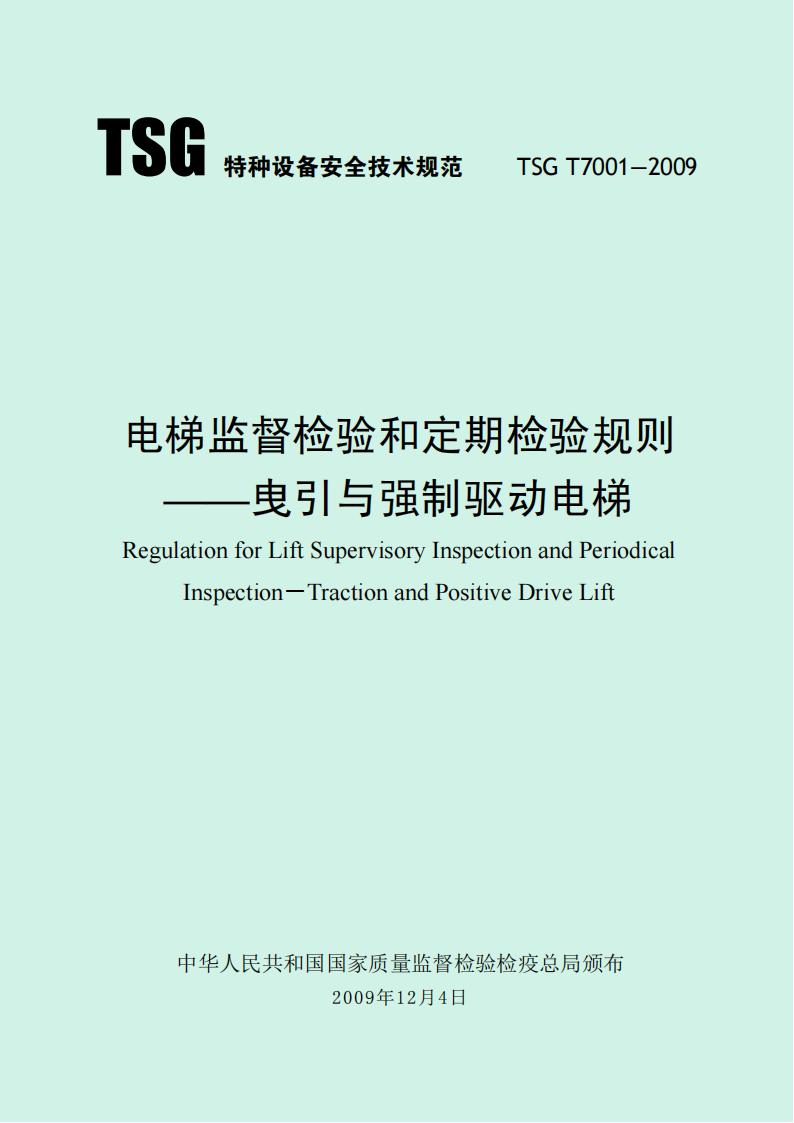 TSG 特种设备安全技术规范 TSG T7001—2009
电梯监督检验和定期检验规则
——曳引与强制驱动电梯
Regulation for Lift Supervisory Inspection and Periodical
Inspection—Traction and Positive Drive Lift
中华人民共和国国家质量监督检验检疫总局颁布
2009年12月4日